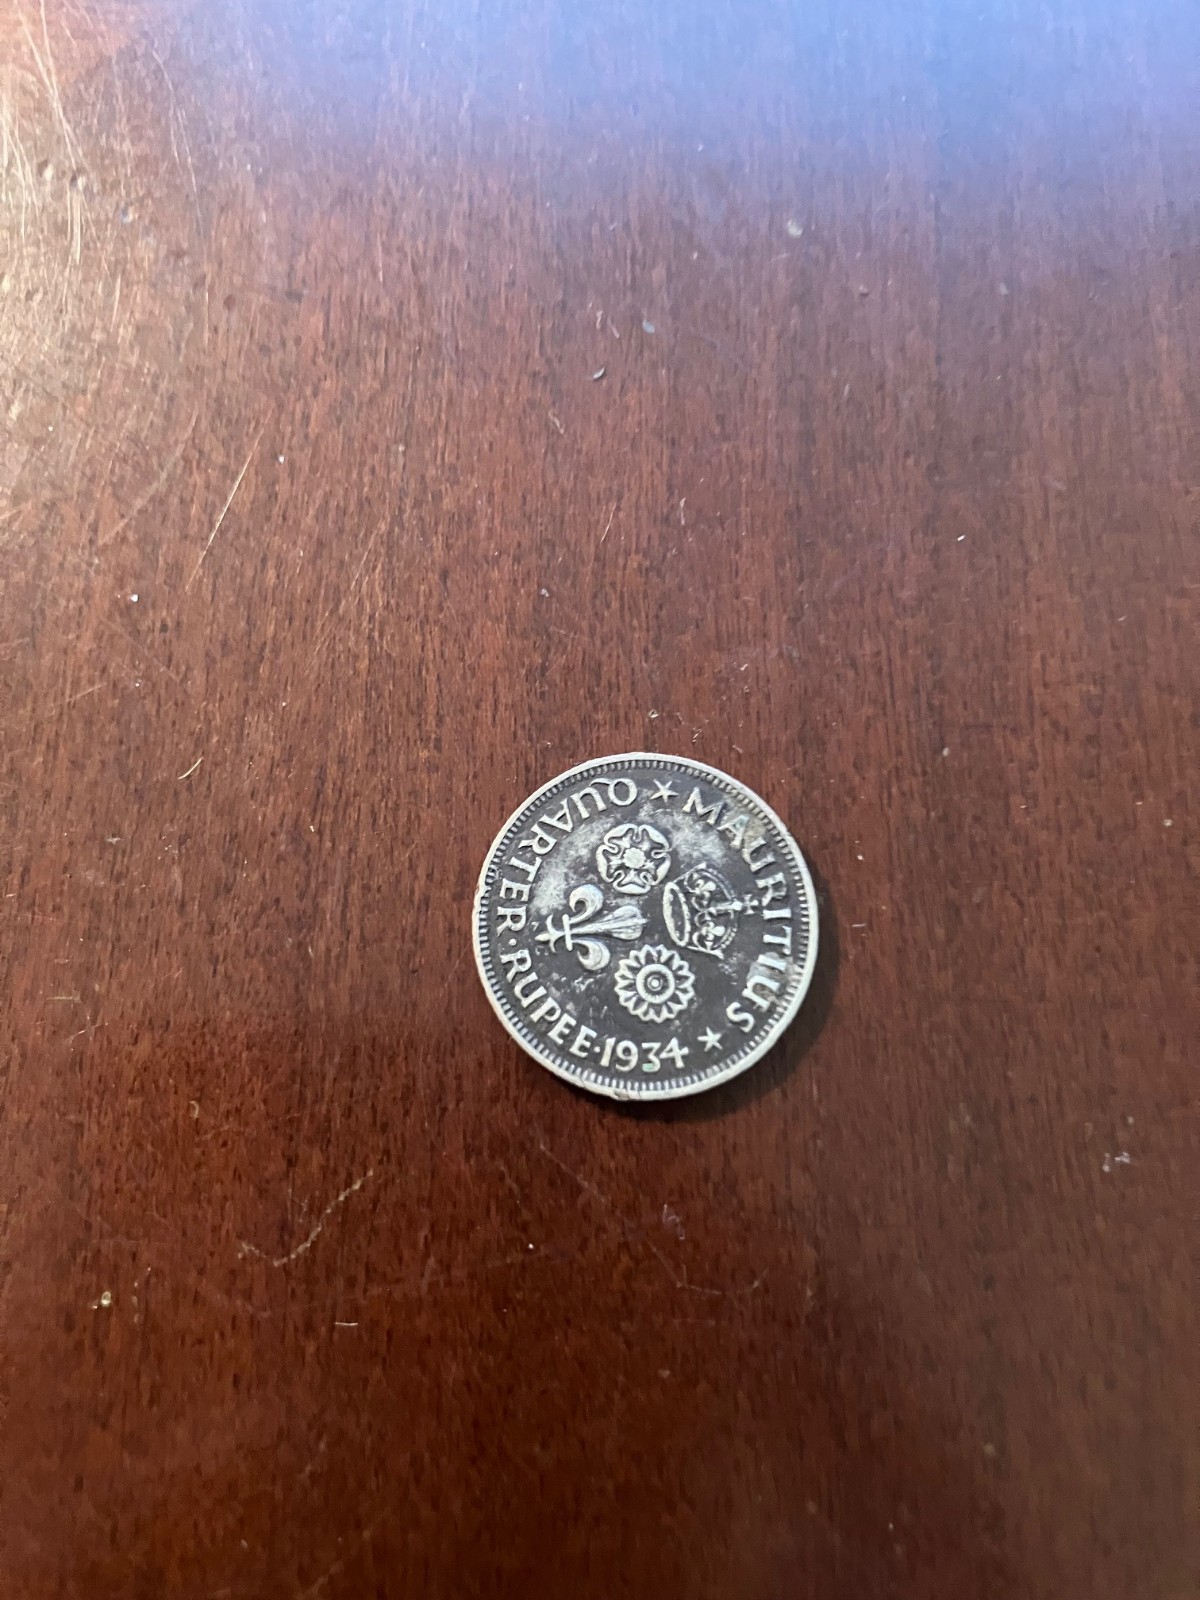 ★ MAURITIUS ★
QUARTER · RUPEE · 1934